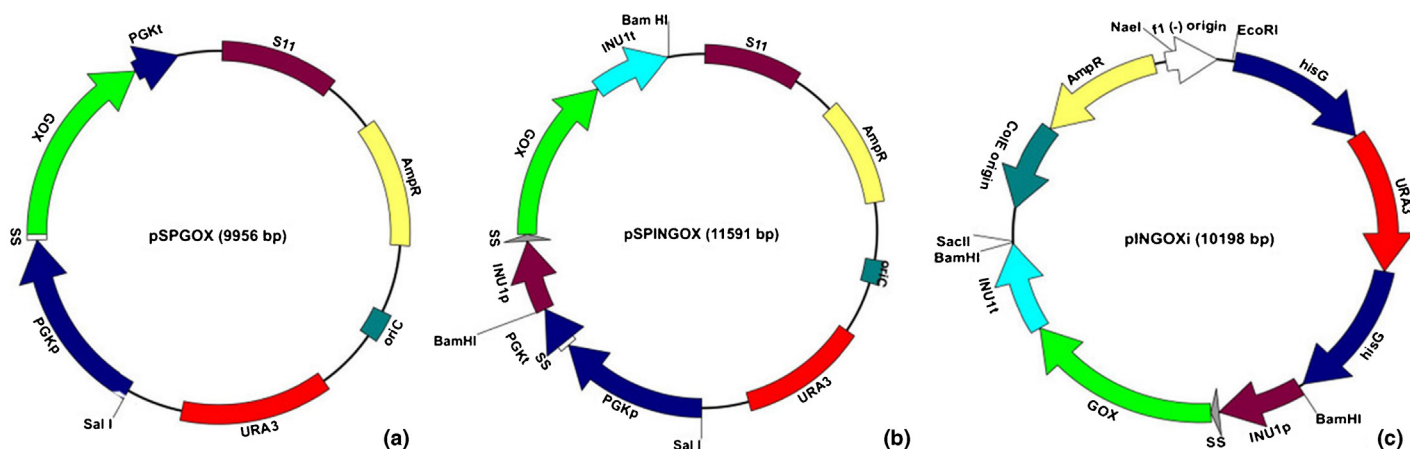 PGKt
S11
GOX
AmpR
SS
pSPGOX (9956 bp)
oriC
PGKp
Sal I
URA3
(a)
Bam HI
INU1t
S11
GOX
AmpR
SS
pSPINGOX (11591 bp)
INU1p
oriC
BamHI
PGKt
SS
PGKp
URA3
Sal I
(b)
NaeI
f1 (-) origin
EcoRI
AmpR
hisG
ColE origin
URA3
SacII
BamHI
pINGOXi (10198 bp)
INU1t
hisG
GOX
BamHI
INU1p
SS
(c)